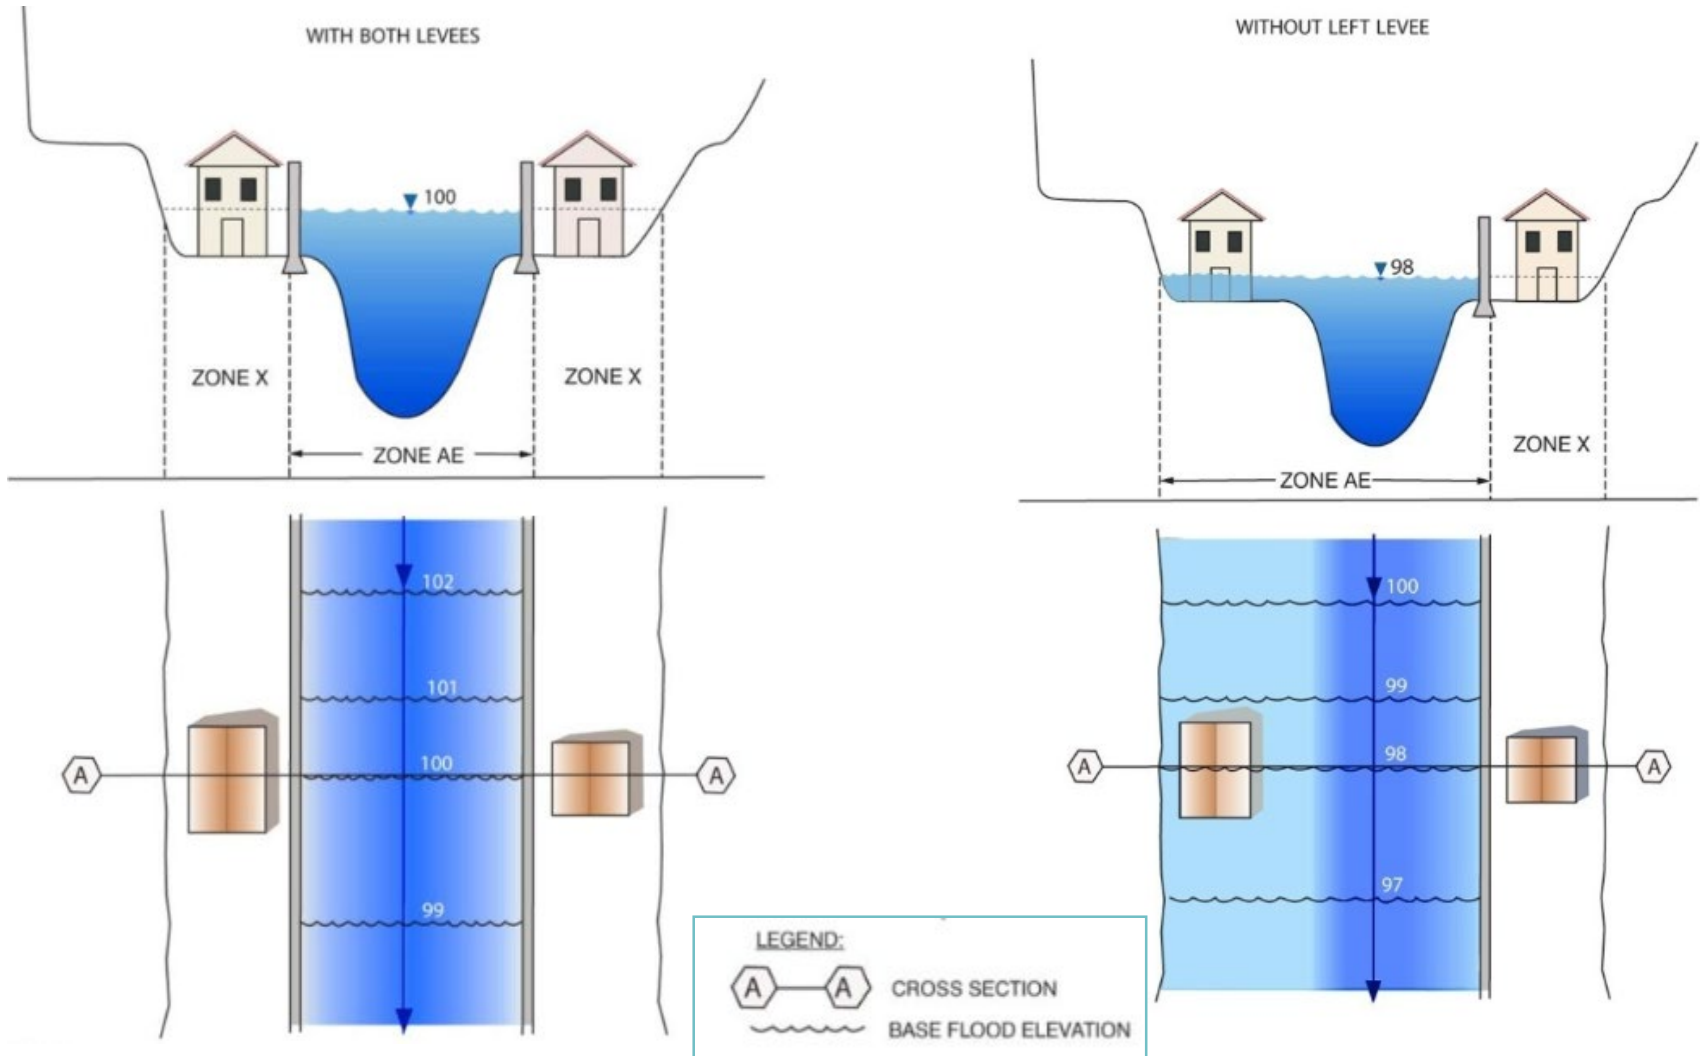 WITH BOTH LEVEES
100
ZONE X
ZONE X
ZONE AE
102
101
100
A
A
99
WITHOUT LEFT LEVEE
98
ZONE X
ZONE AE
100
99
98
A
A
97
LEGEND:
A A CROSS SECTION
BASE FLOOD ELEVATION